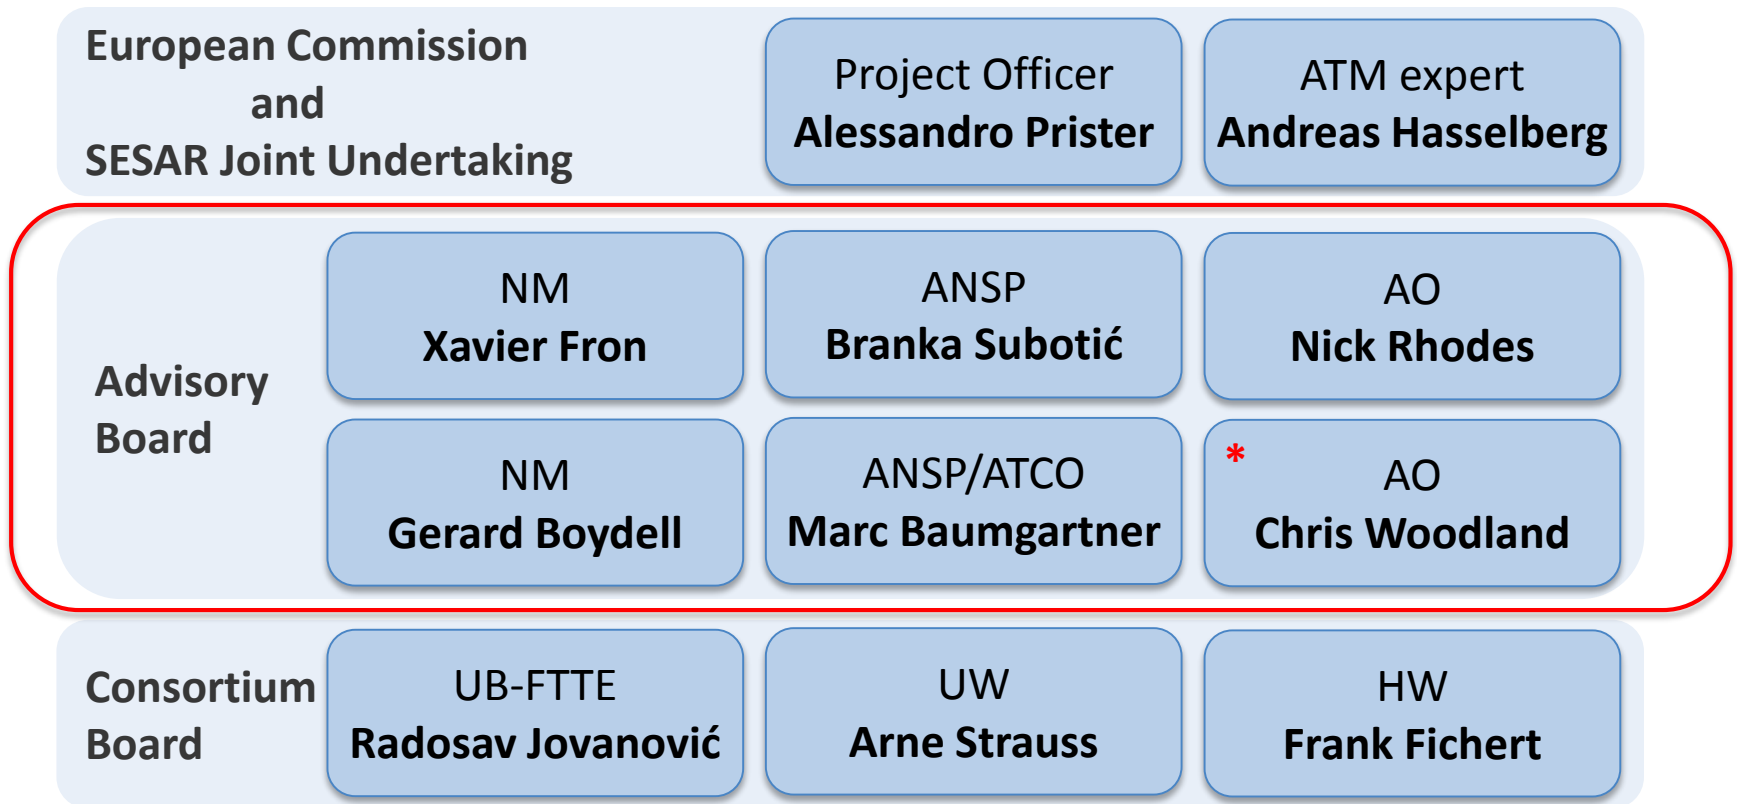 European Commission
and
SESAR Joint Undertaking
Project Officer
Alessandro Prister
ATM expert
Andreas Hasselberg
Advisory
Board
NM
Xavier Fron
ANSP
Branka Subotić
AO
Nick Rhodes
NM
Gerard Boydell
ANSP/ATCO
Marc Baumgartner
*
AO
Chris Woodland
Consortium
Board
UB-FTTE
Radosav Jovanović
UW
Arne Strauss
HW
Frank Fichert